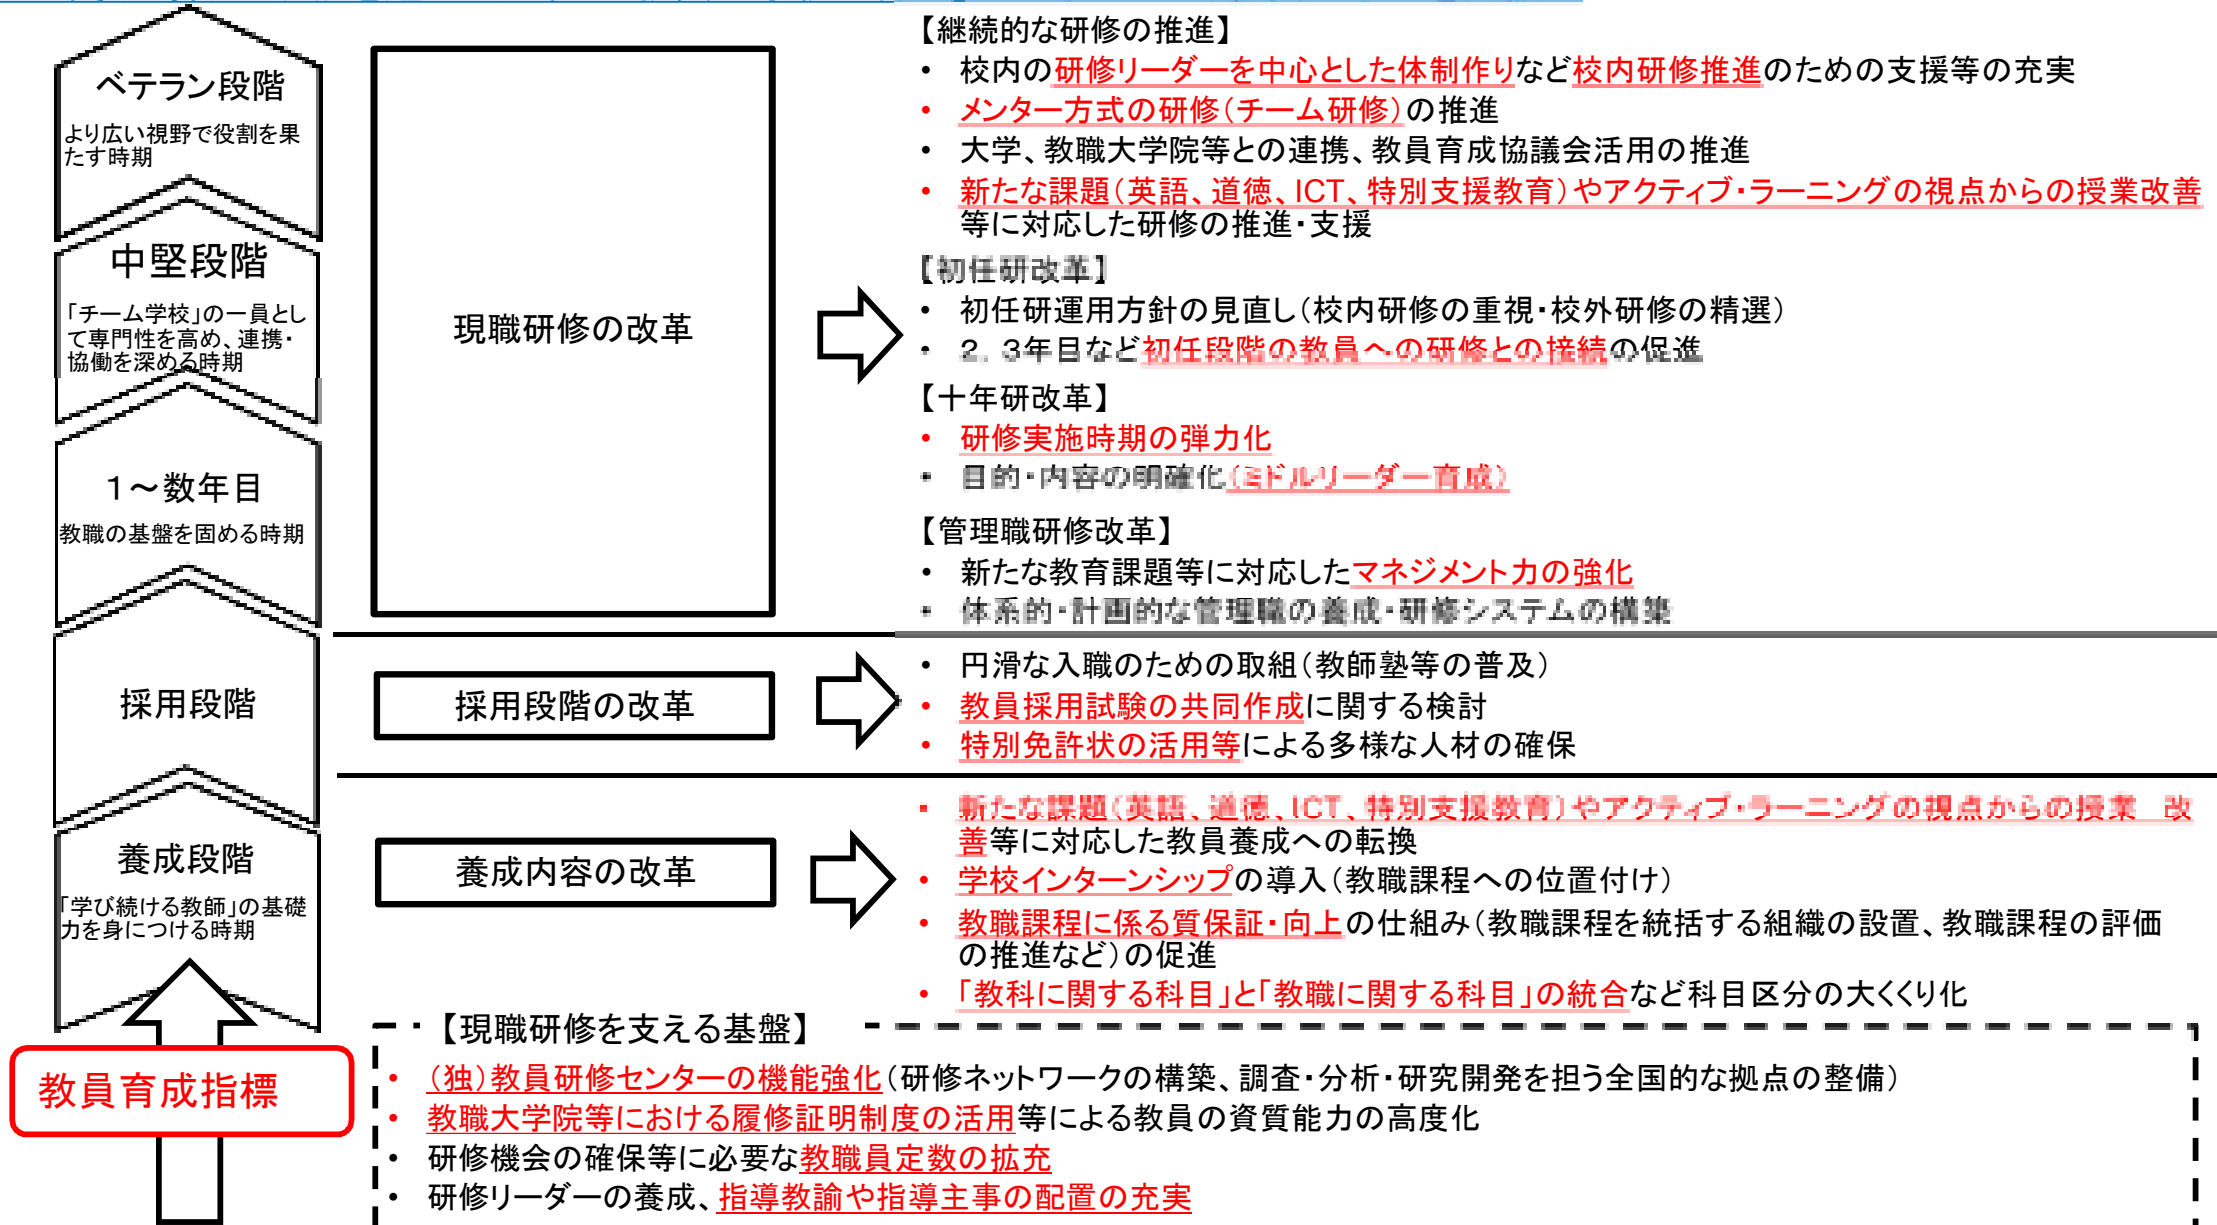 ベテラン段階
より広い視野で役割を果
たす時期
中堅段階
「チーム学校」の一員とし
て専門性を高め、連携・
協働を深める時期
1～数年目
教職の基盤を固める時期
採用段階
養成段階
「学び続ける教師」の基礎
力を身につける時期
教員育成指標
現職研修の改革
【継続的な研修の推進】
・ 校内の研修リーダーを中心とした体制作りなど校内研修推進のための支援等の充実
・ メンター方式の研修（チーム研修）の推進
・ 大学、教職大学院等との連携、教員育成協議会活用の推進
・ 新たな課題（英語、道徳、ICT、特別支援教育）やアクティブ・ラーニングの視点からの授業改善
等に対応した研修の推進・支援
【初任研改革】
・ 初任研運用方針の見直し（校内研修の重視・校外研修の精選）
・ 2，3年目など初任段階の教員への研修との接続の促進
【十年研改革】
・ 研修実施時期の弾力化
・ 目的・内容の明確化（ミドルリーダー育成）
【管理職研修改革】
・ 新たな教育課題等に対応したマネジメント力の強化
・ 体系的・計画的な管理職の養成・研修システムの構築
採用段階の改革
・ 円滑な入職のための取組（教師塾等の普及）
・ 教員採用試験の共同作成に関する検討
・ 特別免許状の活用等による多様な人材の確保
養成内容の改革
・ 新たな課題（英語、道徳、ICT、特別支援教育）やアクティブ・ラーニングの視点からの授業　改
善等に対応した教員養成への転換
・ 学校インターンシップの導入（教職課程への位置付け）
・ 教職課程に係る質保証・向上の仕組み（教職課程を統括する組織の設置、教職課程の評価
の推進など）の促進
・ 「教科に関する科目」と「教職に関する科目」の統合など科目区分の大くくり化
【現職研修を支える基盤】
・ （独）教員研修センターの機能強化（研修ネットワークの構築、調査・分析・研究開発を担う全国的な拠点の整備）
・ 教職大学院等における履修証明制度の活用等による教員の資質能力の高度化
・ 研修機会の確保等に必要な教職員定数の拡充
・ 研修リーダーの養成、指導教諭や指導主事の配置の充実